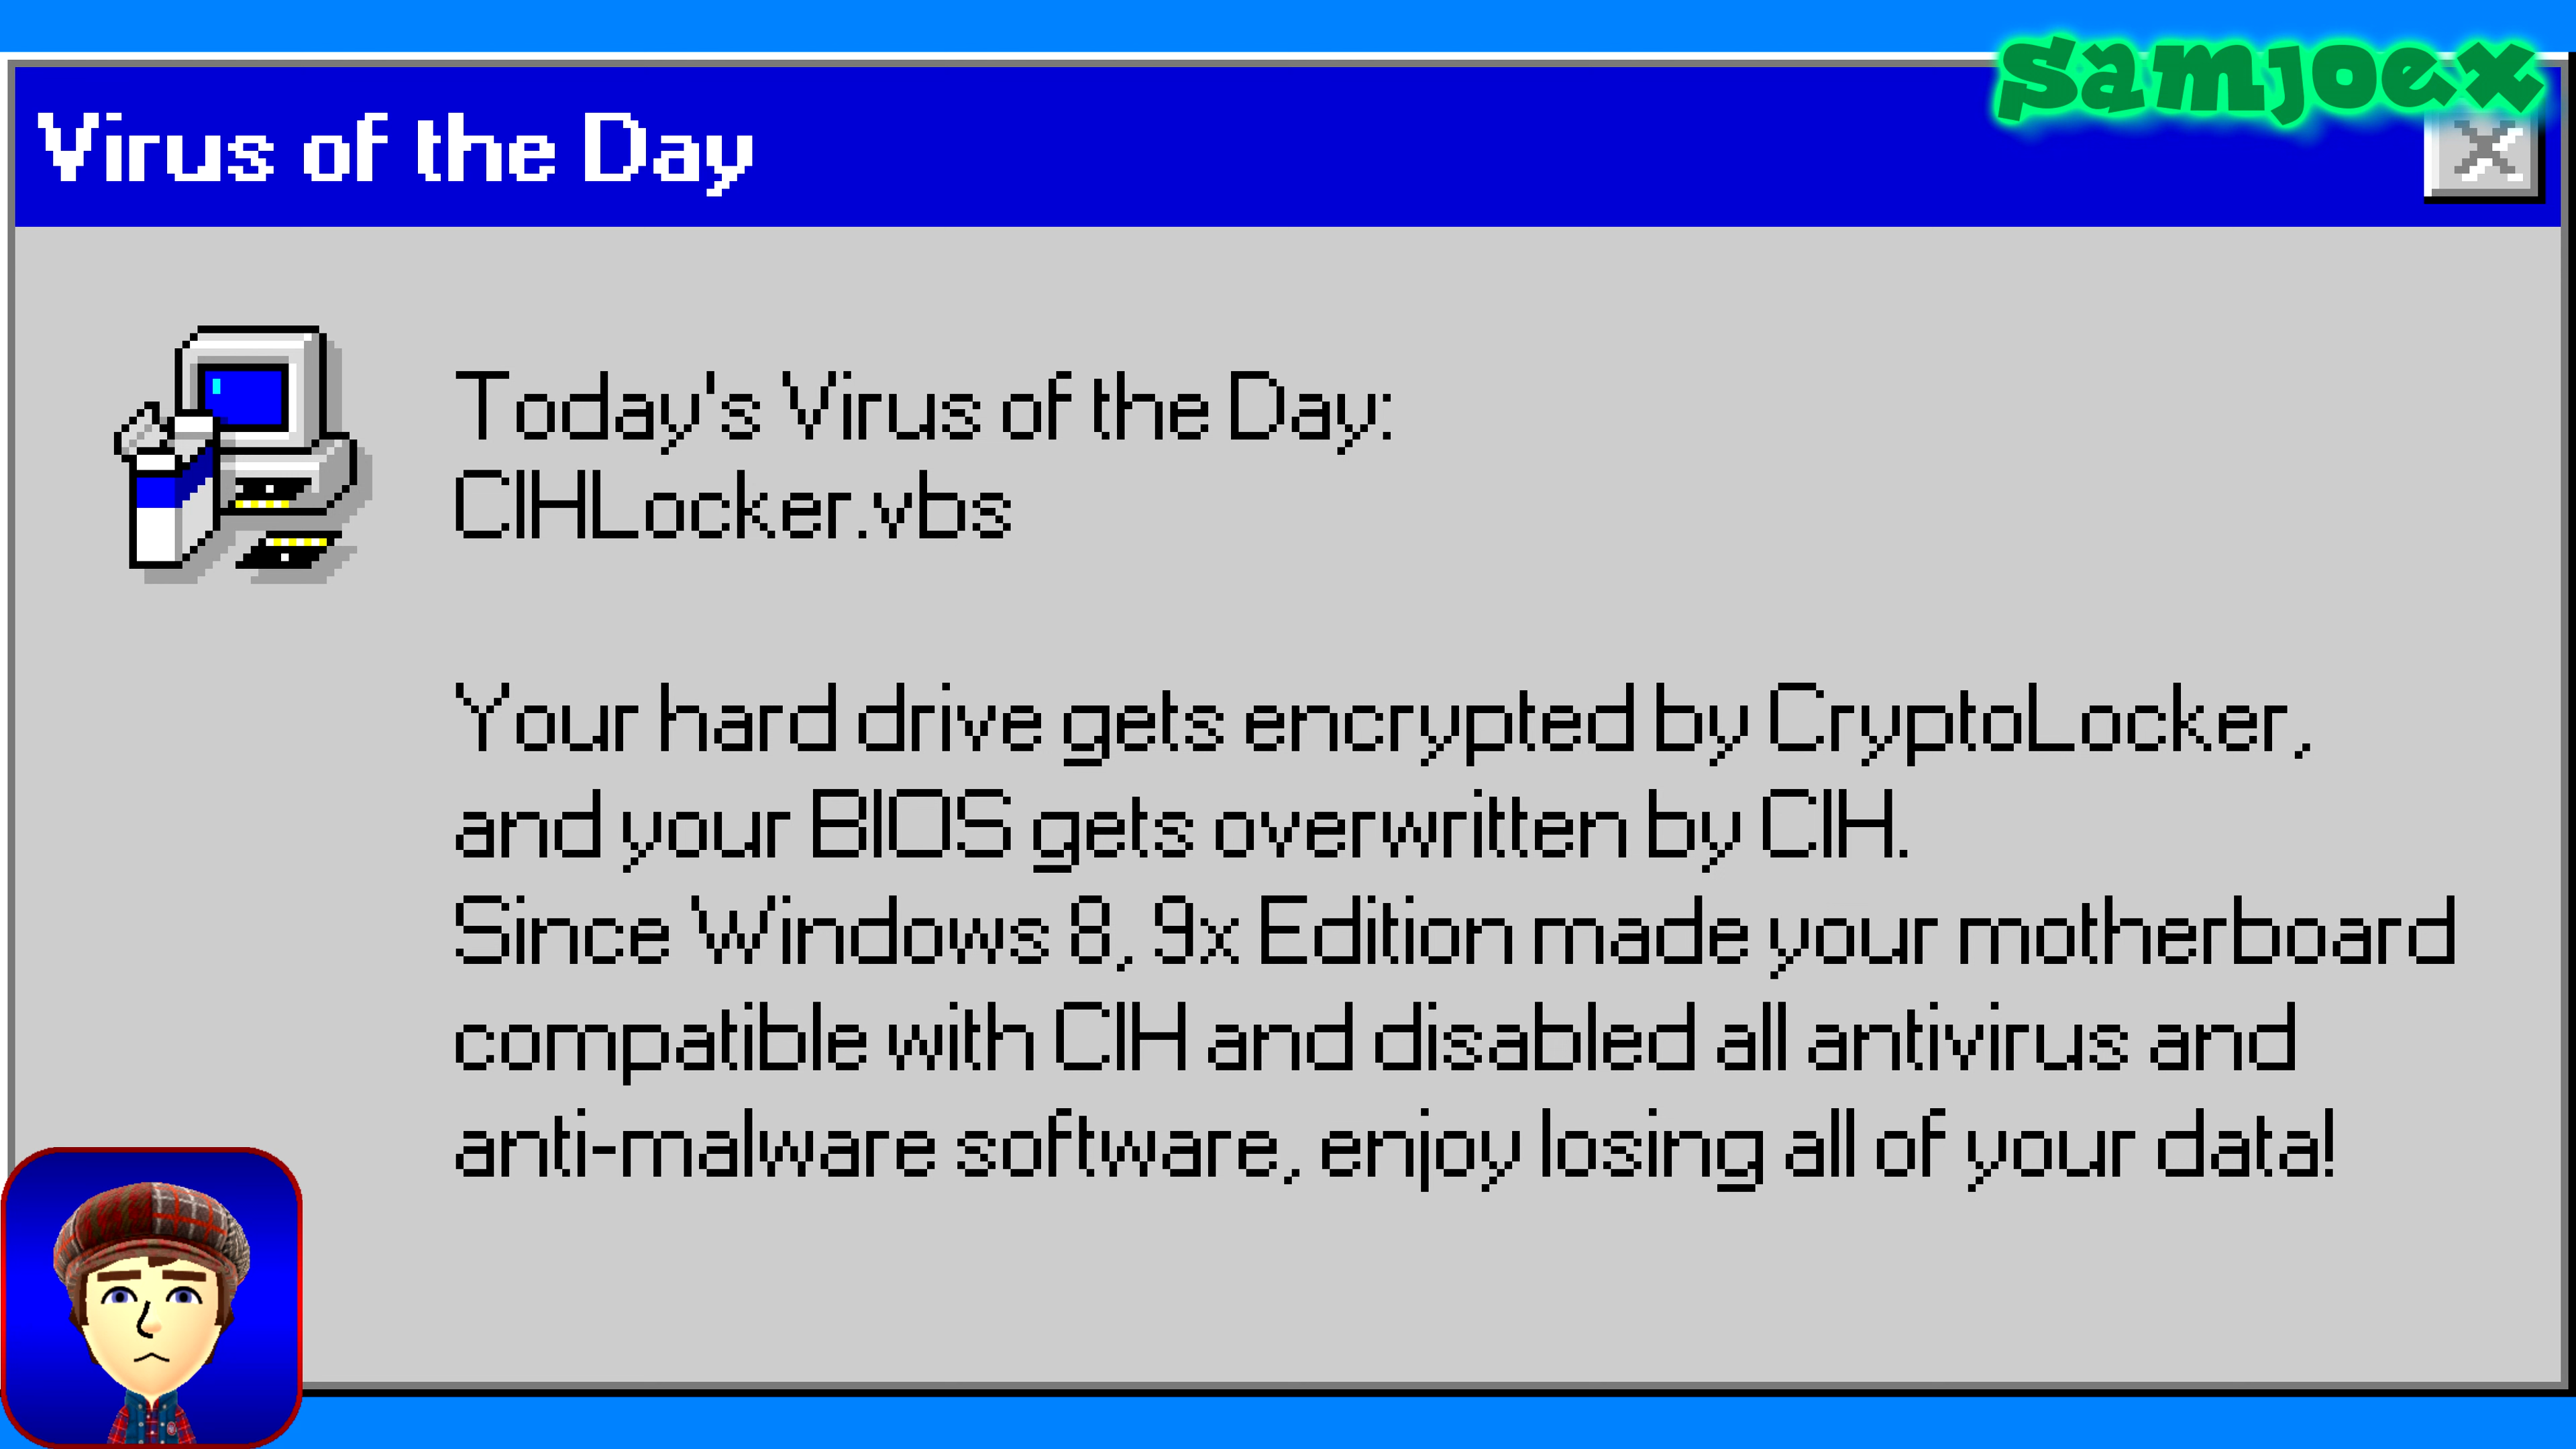 Samjoex
Virus of the Day
Today's Virus of the Day:
CIHLocker.vbs
Your hard drive gets encrypted by CryptoLocker,
and your BIOS gets overwritten by CIH.
Since Windows 8, 9x Edition made your motherboard
compatible with CIH and disabled all antivirus and
anti-malware software, enjoy losing all of your data!